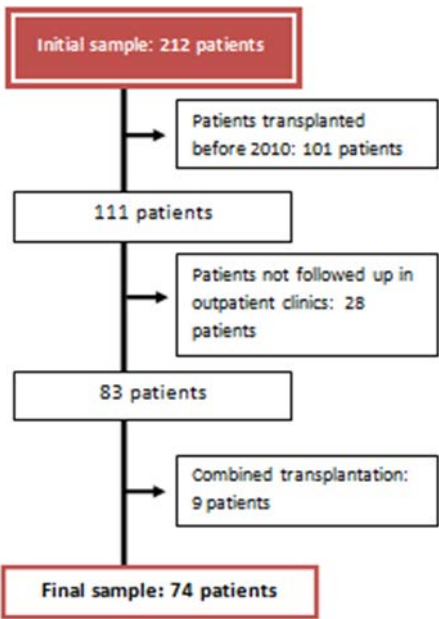 Initial sample: 212 patients
Patients transplanted
before 2010: 101 patients
111 patients
Patients not followed up in
outpatient clinics: 28
patients
83 patients
Combined transplantation:
9 patients
Final sample: 74 patients